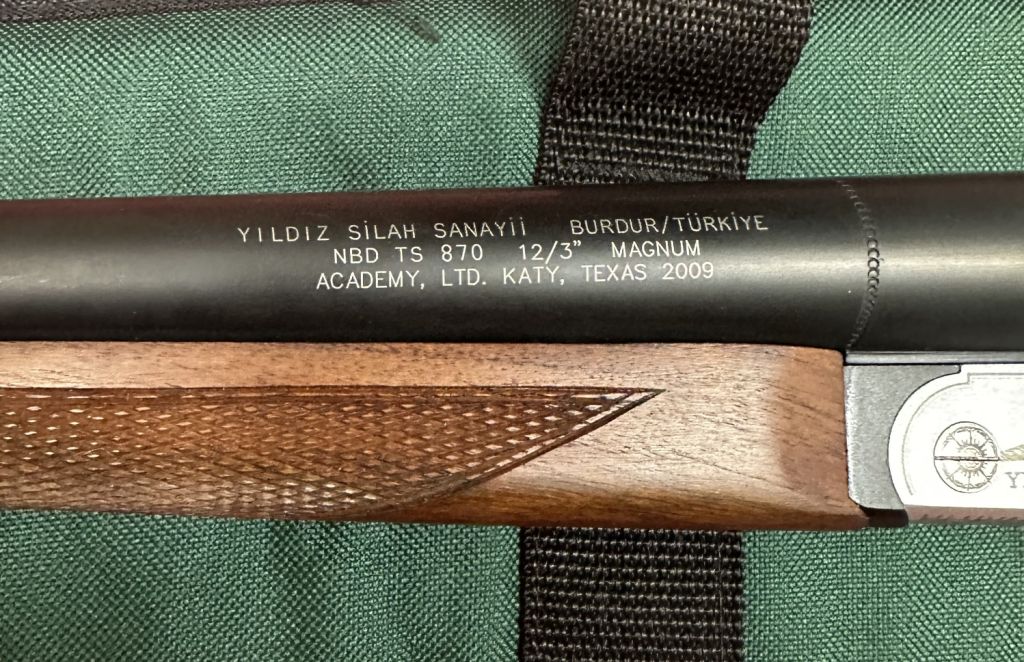 YILDIZ SİLAH SANAYİİ BURDUR/TÜRKİYE
NBD TS 870 12/3" MAGNUM
ACADEMY, LTD. KATY, TEXAS 2009